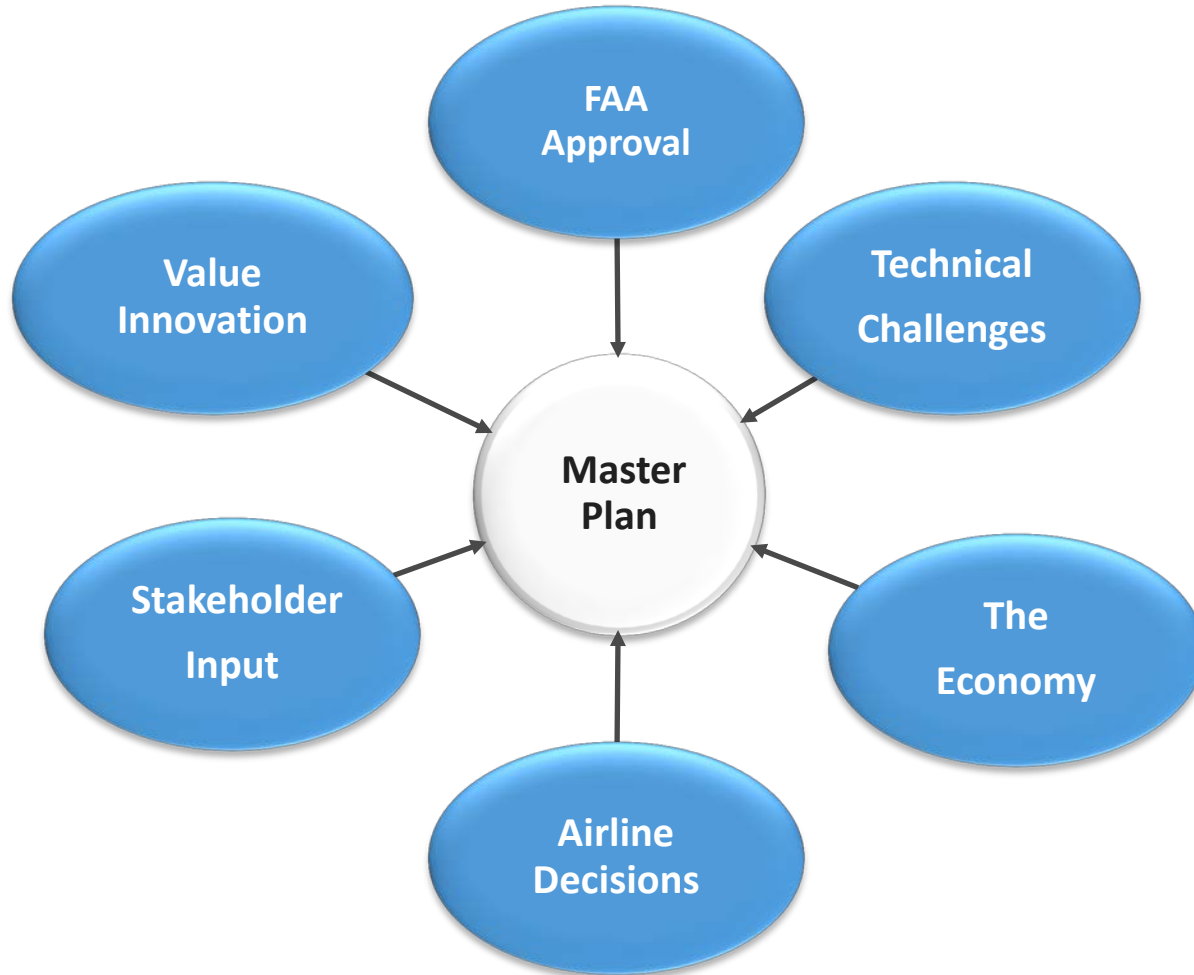 FAA
Approval
Value
Innovation
Technical
Challenges
Master
Plan
Stakeholder
Input
The
Economy
Airline
Decisions